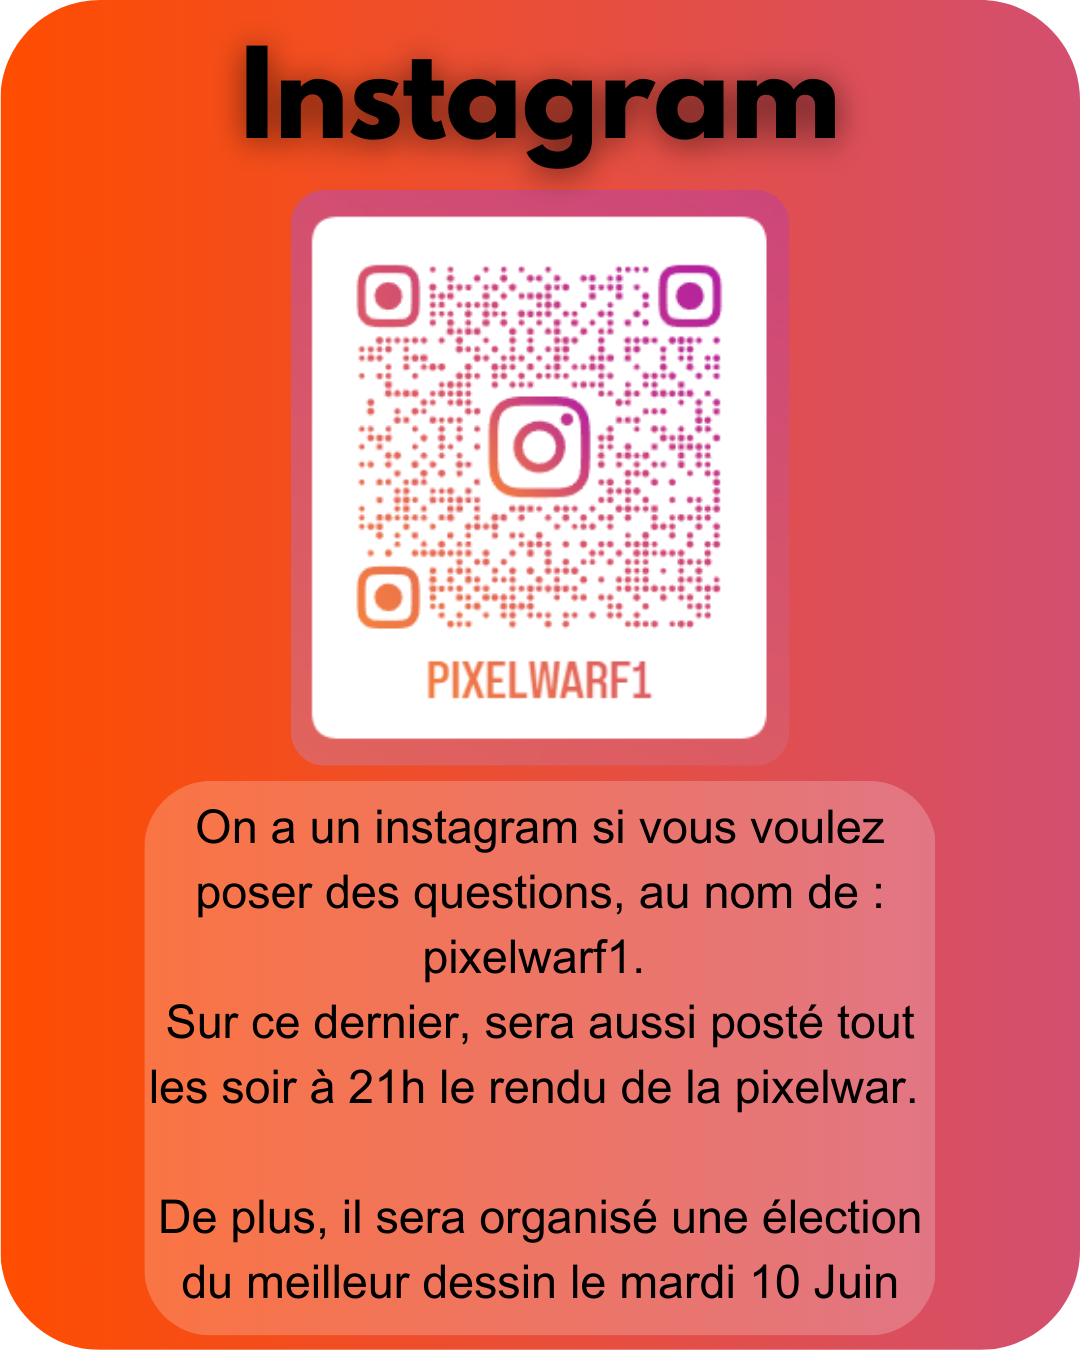 Instagram
PIXELWARF1
On a un instagram si vous voulez
poser des questions, au nom de :
pixelwarf1.
Sur ce dernier, sera aussi posté tout
les soir à 21h le rendu de la pixelwar.
De plus, il sera organisé une élection
du meilleur dessin le mardi 10 Juin